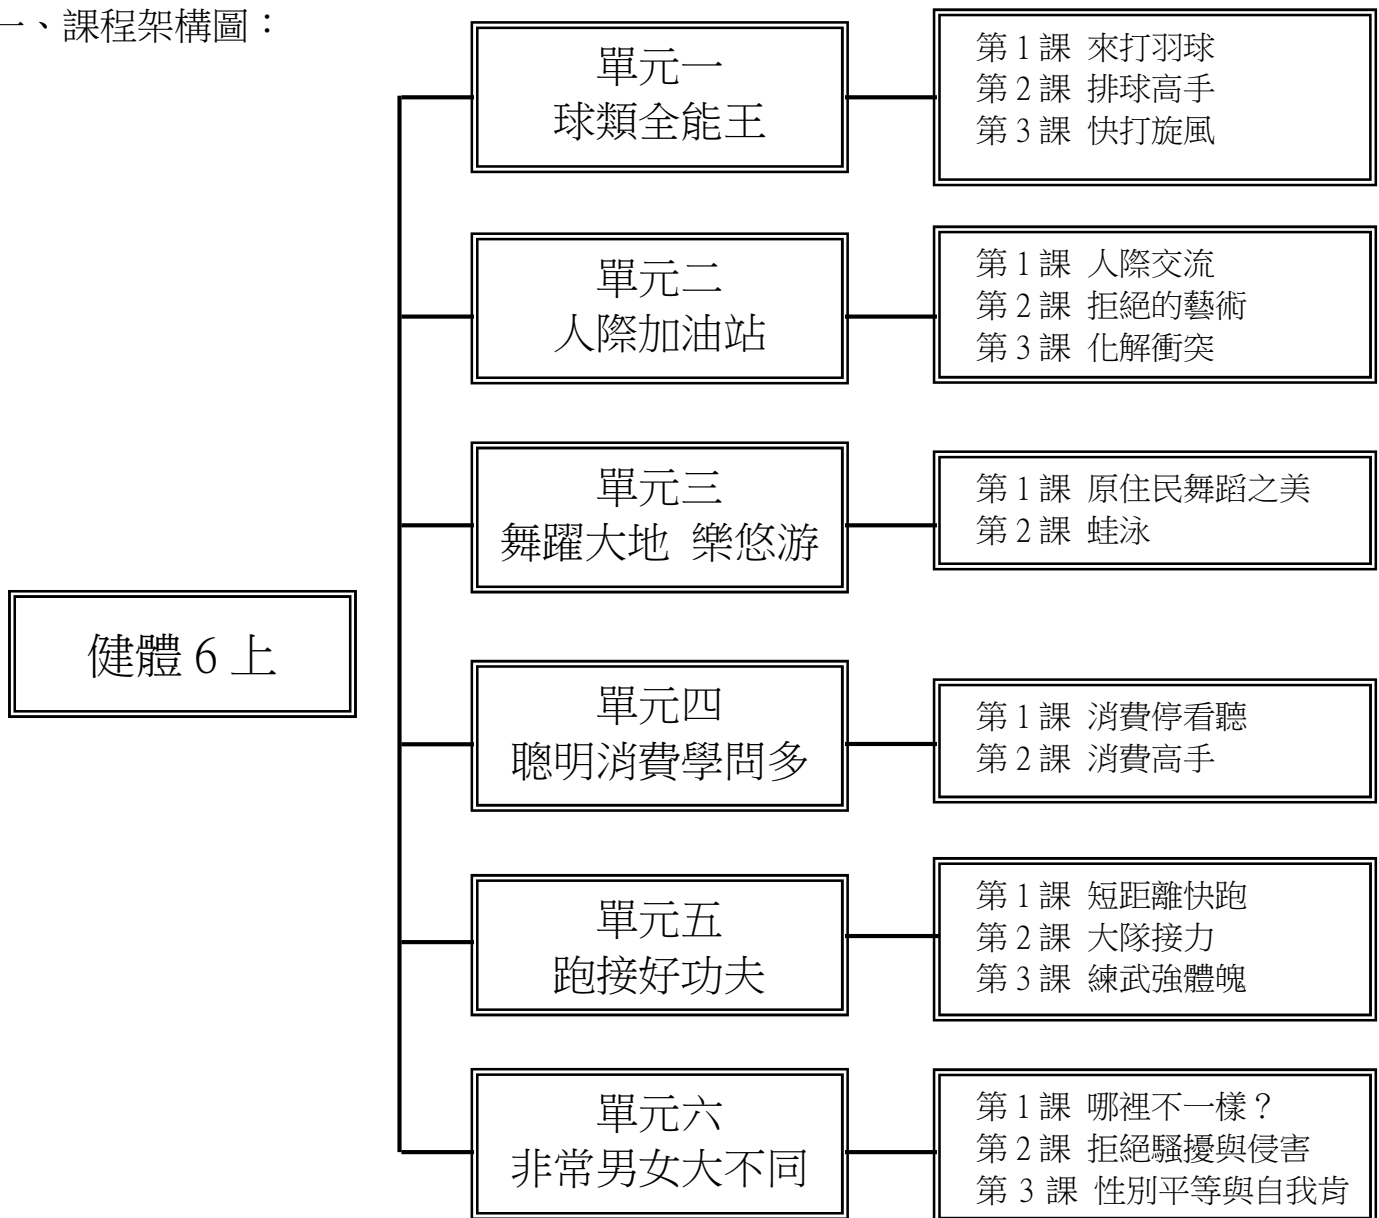 一、課程架構圖：
健體 6 上
單元一
球類全能王
第 1 課 來打羽球
第 2 課 排球高手
第 3 課 快打旋風
單元二
人際加油站
第 1 課 人際交流
第 2 課 拒絕的藝術
第 3 課 化解衝突
單元三
舞躍大地 樂悠游
第 1 課 原住民舞蹈之美
第 2 課 蛙泳
單元四
聰明消費學問多
第 1 課 消費停看聽
第 2 課 消費高手
單元五
跑接好功夫
第 1 課 短距離快跑
第 2 課 大隊接力
第 3 課 練武強體魄
單元六
非常男女大不同
第 1 課 哪裡不一樣？
第 2 課 拒絕騷擾與侵害
第 3 課 性別平等與自我肯